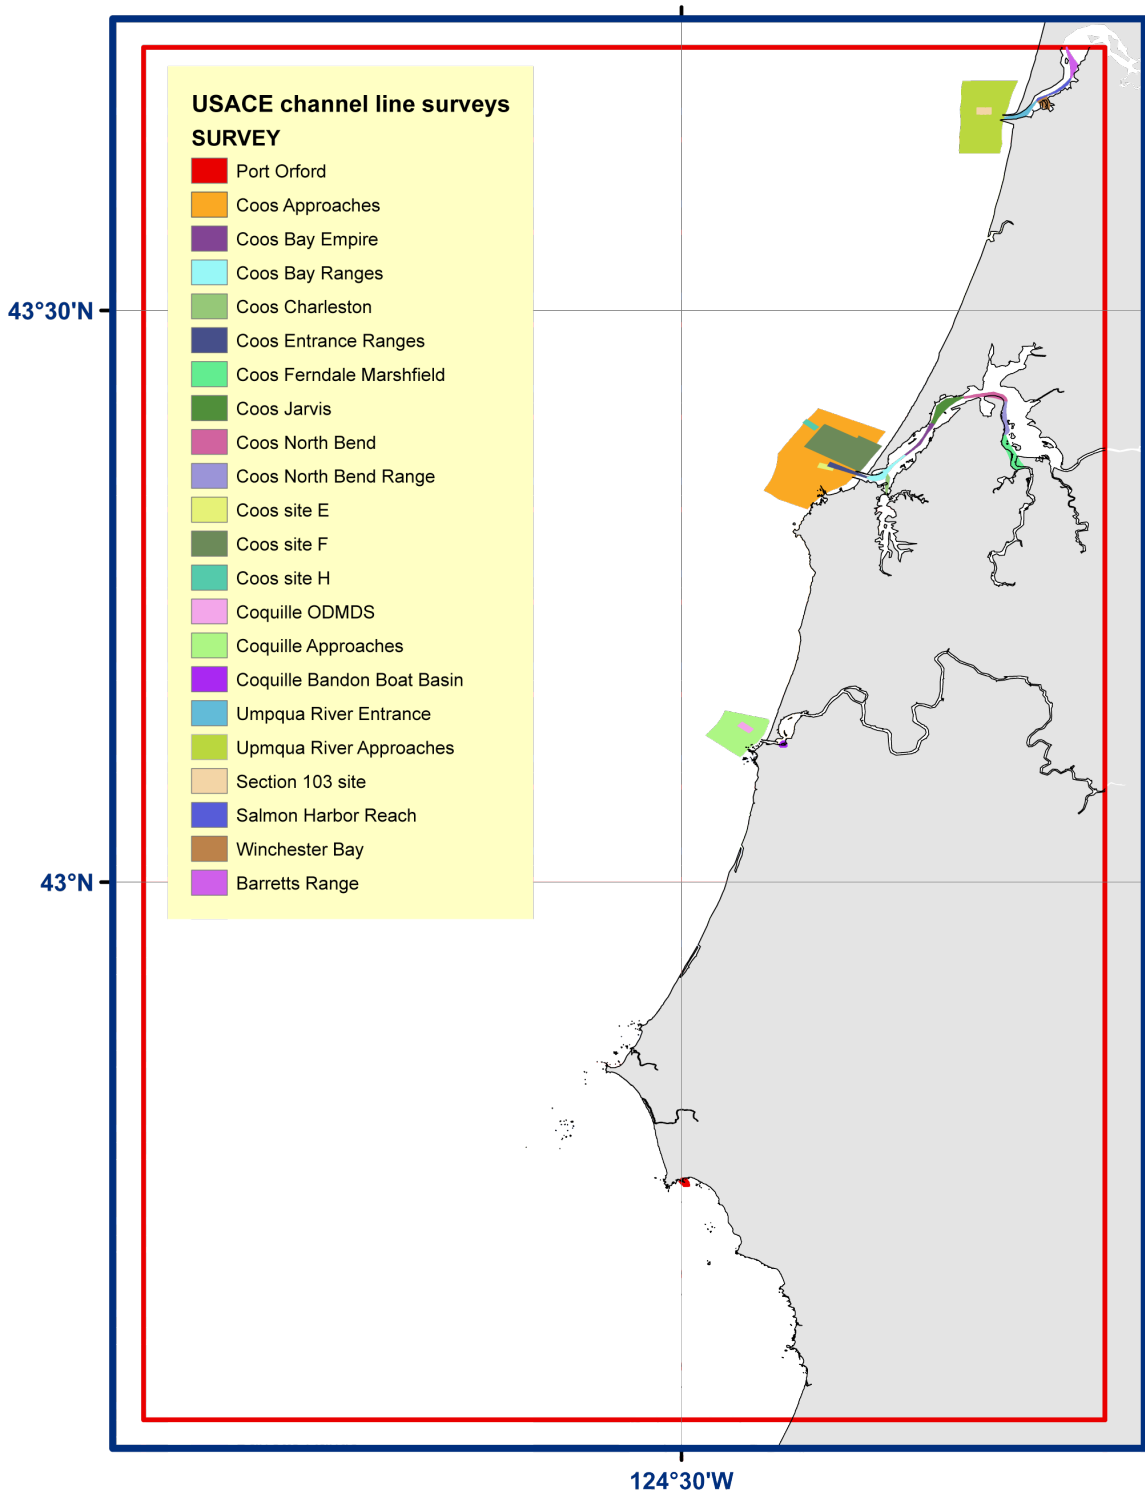 USACE channel line surveys
SURVEY
Port Orford
Coos Approaches
Coos Bay Empire
Coos Bay Ranges
Coos Charleston
Coos Entrance Ranges
Coos Ferndale Marshfield
Coos Jarvis
Coos North Bend
Coos North Bend Range
Coos site E
Coos site F
Coos site H
Coquille ODMDS
Coquille Approaches
Coquille Bandon Boat Basin
Umpqua River Entrance
Upmqua River Approaches
Section 103 site
Salmon Harbor Reach
Winchester Bay
Barretts Range
43°30'N
43°N
124°30'W